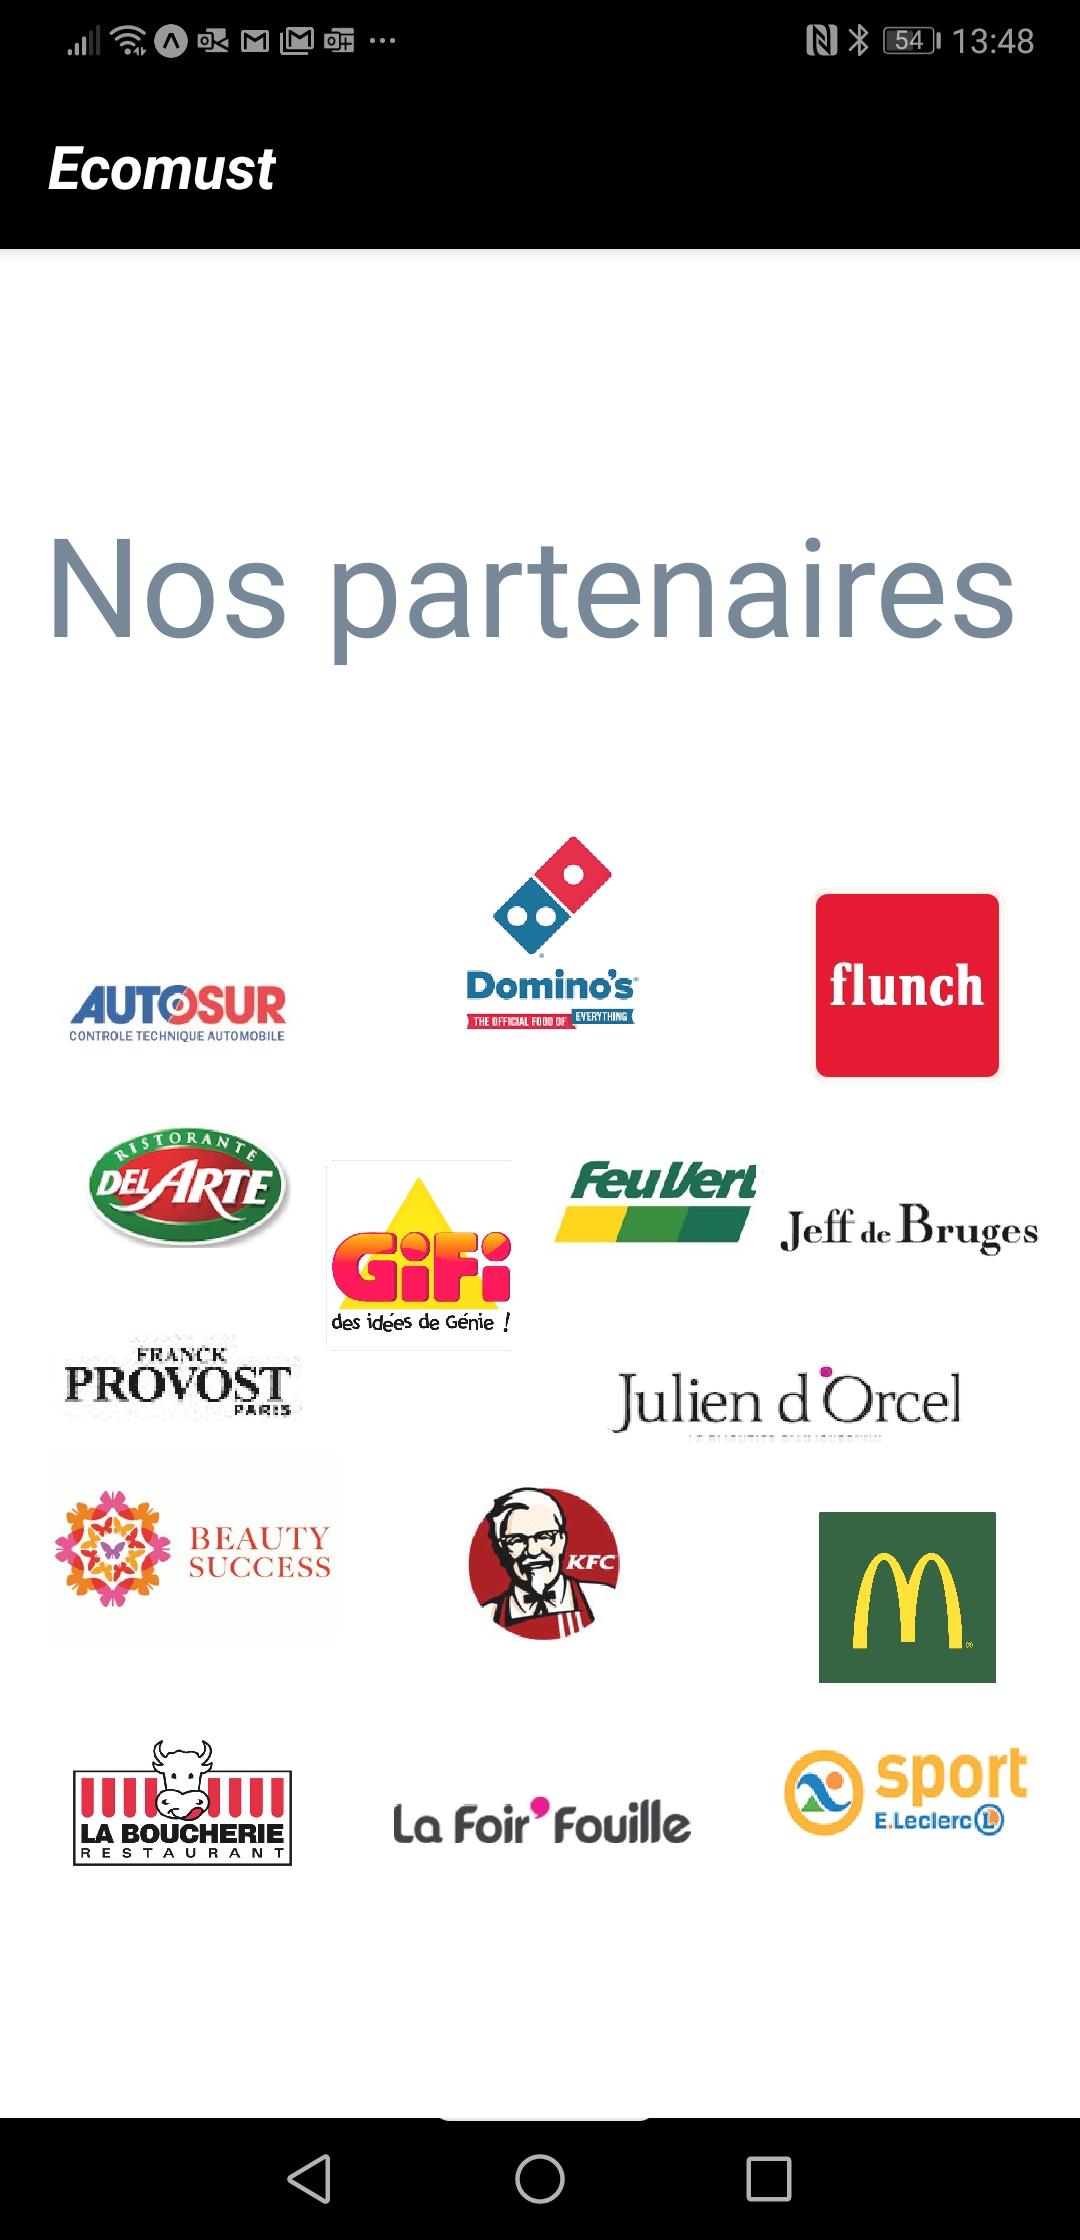 54 13:48
Ecomust
Nos partenaires
Domino's
THE OFFICIAL FOOD OF EVERYTHING
flunch
AUTOSUR
CONTROLE TECHNIQUE AUTOMOBILE
RISTORANTE
DEL ARTE
GiFi
des idées de Génie !
Feu Vert
Jeff de Bruges
FRANCK
PROVOST
PARIS
Julien d'Orcel
BEAUTY
SUCCESS
KFC
M
LA BOUCHERIE
RESTAURANT
La Foir'Fouille
sport
E.Leclerc L